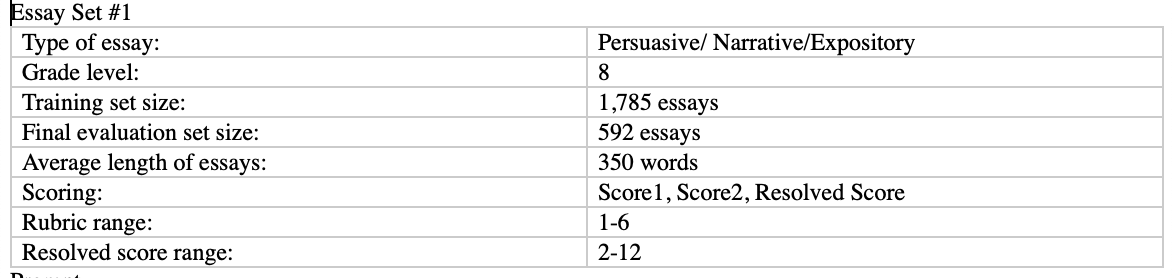 Essay Set #1
Type of essay: Persuasive/ Narrative/Expository
Grade level: 8
Training set size: 1,785 essays
Final evaluation set size: 592 essays
Average length of essays: 350 words
Scoring: Score1, Score2, Resolved Score
Rubric range: 1-6
Resolved score range: 2-12